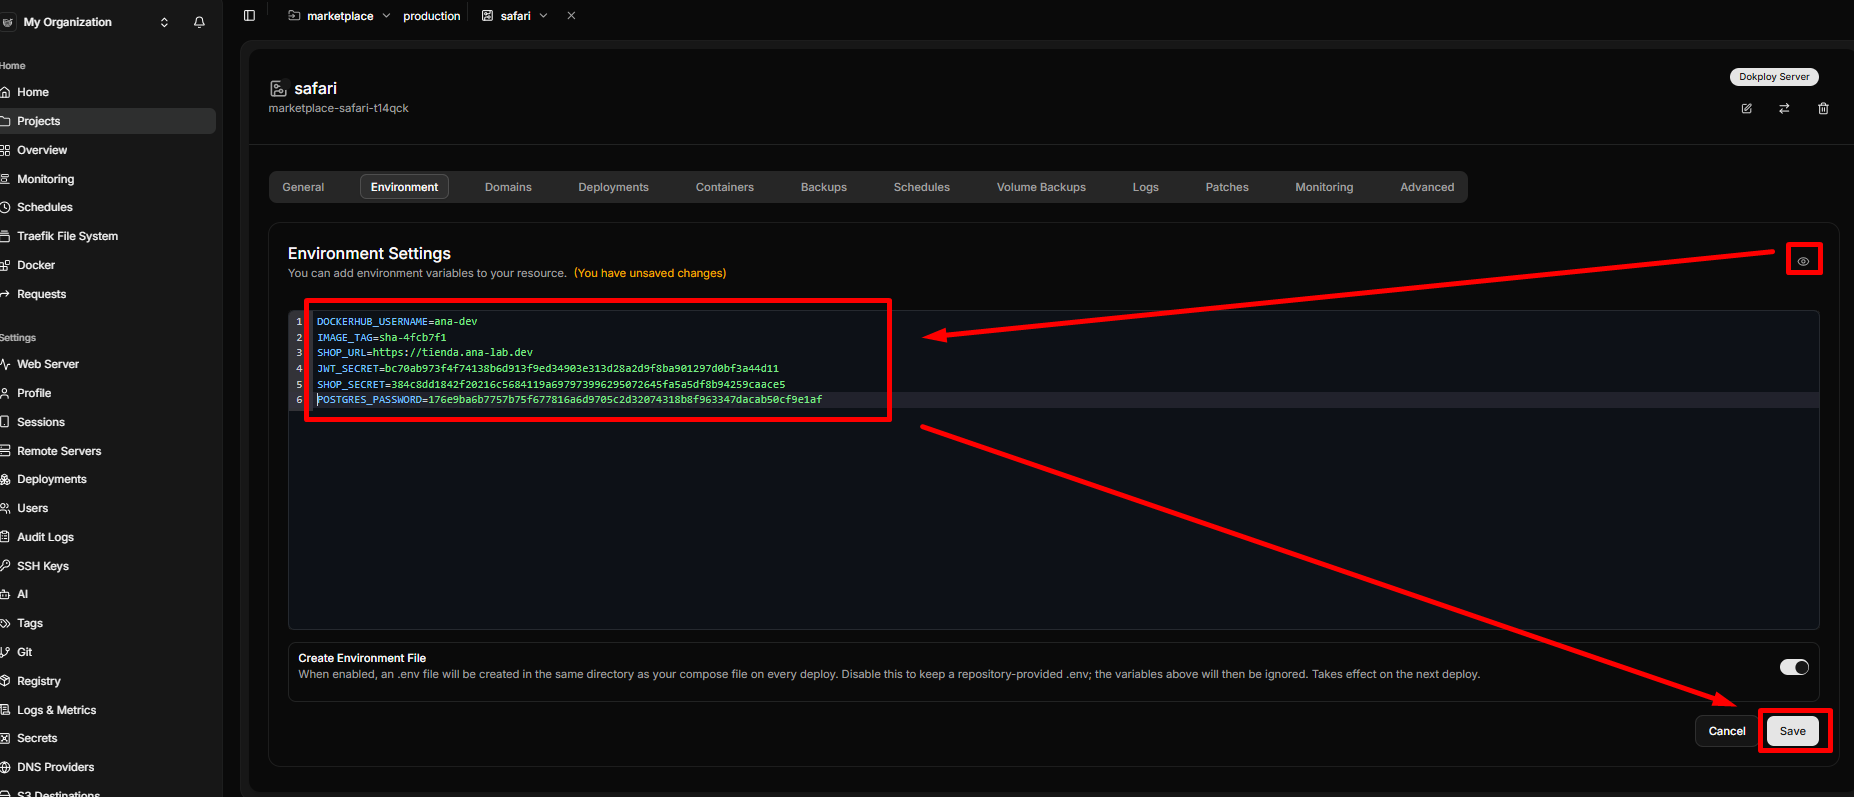 My Organization
marketplace
production
safari
Home
Home
Projects
Overview
Monitoring
Schedules
Traefik File System
Docker
Requests
Settings
Web Server
Profile
Sessions
Remote Servers
Deployments
Users
Audit Logs
SSH Keys
AI
Tags
Git
Registry
Logs & Metrics
Secrets
DNS Providers
S3 Destinations
safari
marketplace-safari-t14qck
Dokploy Server
General
Environment
Domains
Deployments
Containers
Backups
Schedules
Volume Backups
Logs
Patches
Monitoring
Advanced
Environment Settings
You can add environment variables to your resource. (You have unsaved changes)
1 DOCKERHUB_USERNAME=ana-dev
2 IMAGE_TAG=sha-4fcb7f1
3 SHOP_URL=https://tienda.ana-lab.dev
4 JWT_SECRET=bc70ab973f4f74138b6d913f9ed34903e313d28a2d9f8ba901297d0bf3a44d11
5 SHOP_SECRET=384c8dd1842f20216c5684119a697973996295072645fa5a5df8b94259caace5
6 POSTGRES_PASSWORD=176e9ba6b7757b75f677816a6d9705c2d32074318b8f963347dacab50cf9e1af
Create Environment File
When enabled, an .env file will be created in the same directory as your compose file on every deploy. Disable this to keep a repository-provided .env; the variables above will then be ignored. Takes effect on the next deploy.
Cancel
Save